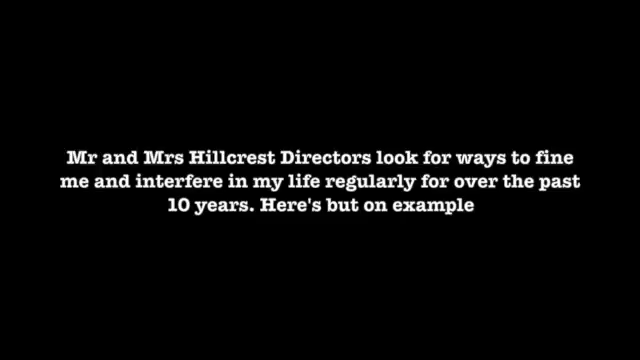 Mr and Mrs Hillcrest Directors look for ways to fine
me and interfere in my life regularly for over the past
10 years. Here's but on example